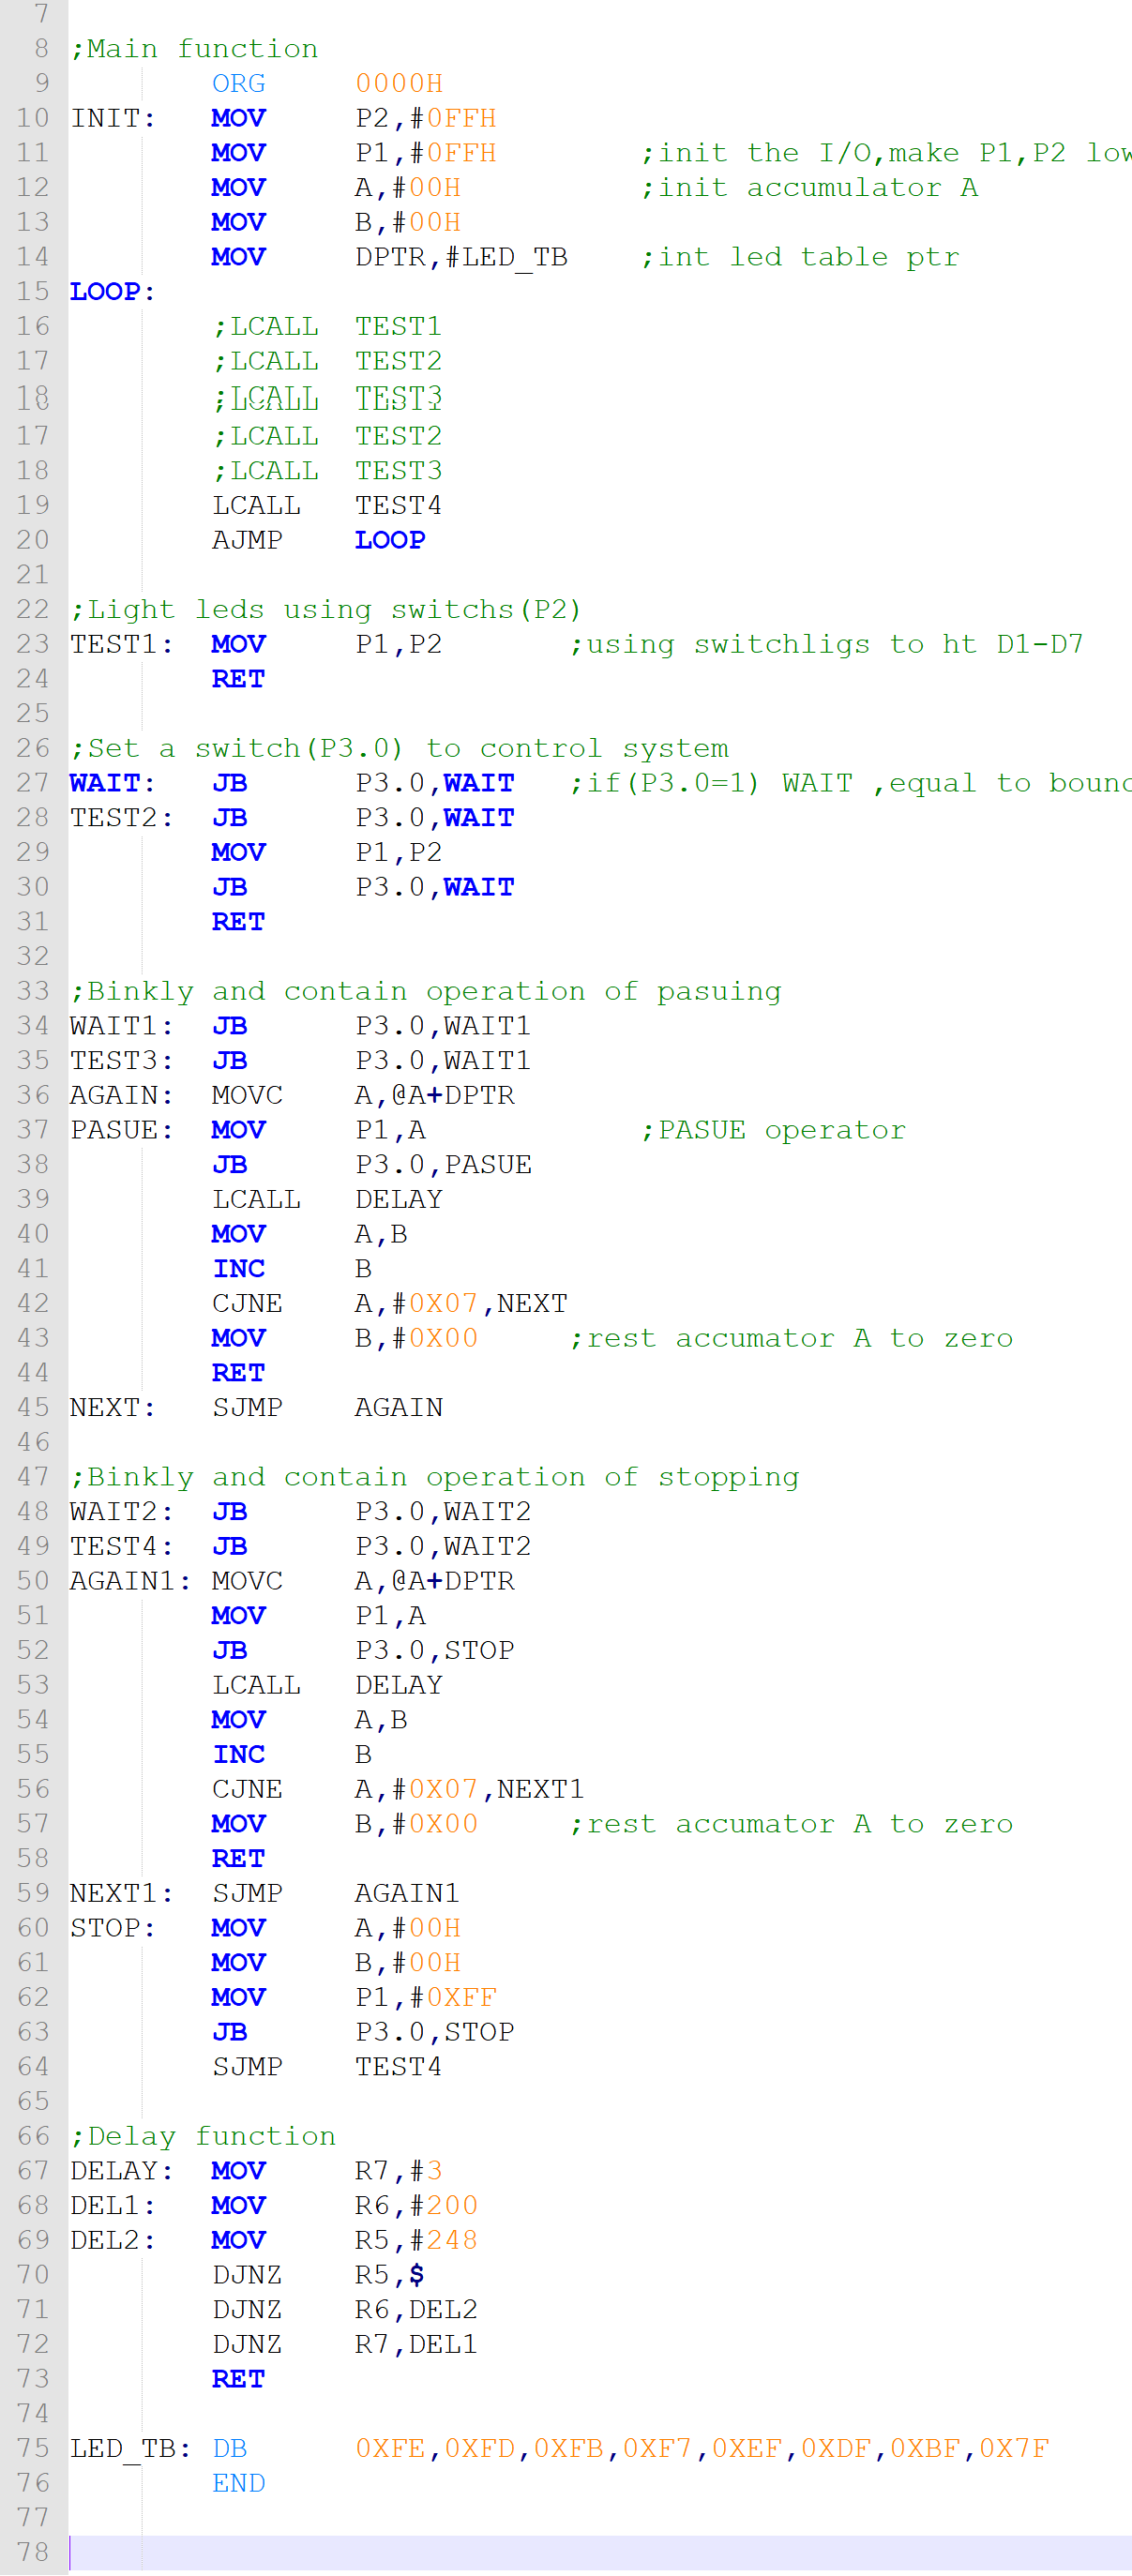 7
8 ;Main function
9 ORG 0000H
10 INIT: MOV P2,#0FFH
11 MOV P1,#0FFH ;init the I/O,make P1,P2 low
12 MOV A,#00H ;init accumulator A
13 MOV B,#00H
14 MOV DPTR,#LED_TB ;int led table ptr
15 LOOP:
16 ;LCALL TEST1
17 ;LCALL TEST2
18 ;LCALL TEST3
17 ;LCALL TEST2
18 ;LCALL TEST3
19 LCALL TEST4
20 AJMP LOOP
21
22 ;Light leds using switchs(P2)
23 TEST1: MOV P1,P2 ;using switchligs to ht D1-D7
24 RET
25
26 ;Set a switch(P3.0) to control system
27 WAIT: JB P3.0,WAIT ;if(P3.0=1) WAIT ,equal to bounc
28 TEST2: JB P3.0,WAIT
29 MOV P1,P2
30 JB P3.0,WAIT
31 RET
32
33 ;Binkly and contain operation of pasuing
34 WAIT1: JB P3.0,WAIT1
35 TEST3: JB P3.0,WAIT1
36 AGAIN: MOVC A,@A+DPTR
37 PASUE: MOV P1,A ;PASUE operator
38 JB P3.0,PASUE
39 LCALL DELAY
40 MOV A,B
41 INC B
42 CJNE A,#0X07,NEXT
43 MOV B,#0X00 ;rest accumator A to zero
44 RET
45 NEXT: SJMP AGAIN
46
47 ;Binkly and contain operation of stopping
48 WAIT2: JB P3.0,WAIT2
49 TEST4: JB P3.0,WAIT2
50 AGAIN1: MOVC A,@A+DPTR
51 MOV P1,A
52 JB P3.0,STOP
53 LCALL DELAY
54 MOV A,B
55 INC B
56 CJNE A,#0X07,NEXT1
57 MOV B,#0X00 ;rest accumator A to zero
58 RET
59 NEXT1: SJMP AGAIN1
60 STOP: MOV A,#00H
61 MOV B,#00H
62 MOV P1,#0XFF
63 JB P3.0,STOP
64 SJMP TEST4
65
66 ;Delay function
67 DELAY: MOV R7,#3
68 DEL1: MOV R6,#200
69 DEL2: MOV R5,#248
70 DJNZ R5,$
71 DJNZ R6,DEL2
72 DJNZ R7,DEL1
73 RET
74
75 LED_TB: DB 0XFE,0XFD,0XFB,0XF7,0XEF,0XDF,0XBF,0X7F
76 END
77
78